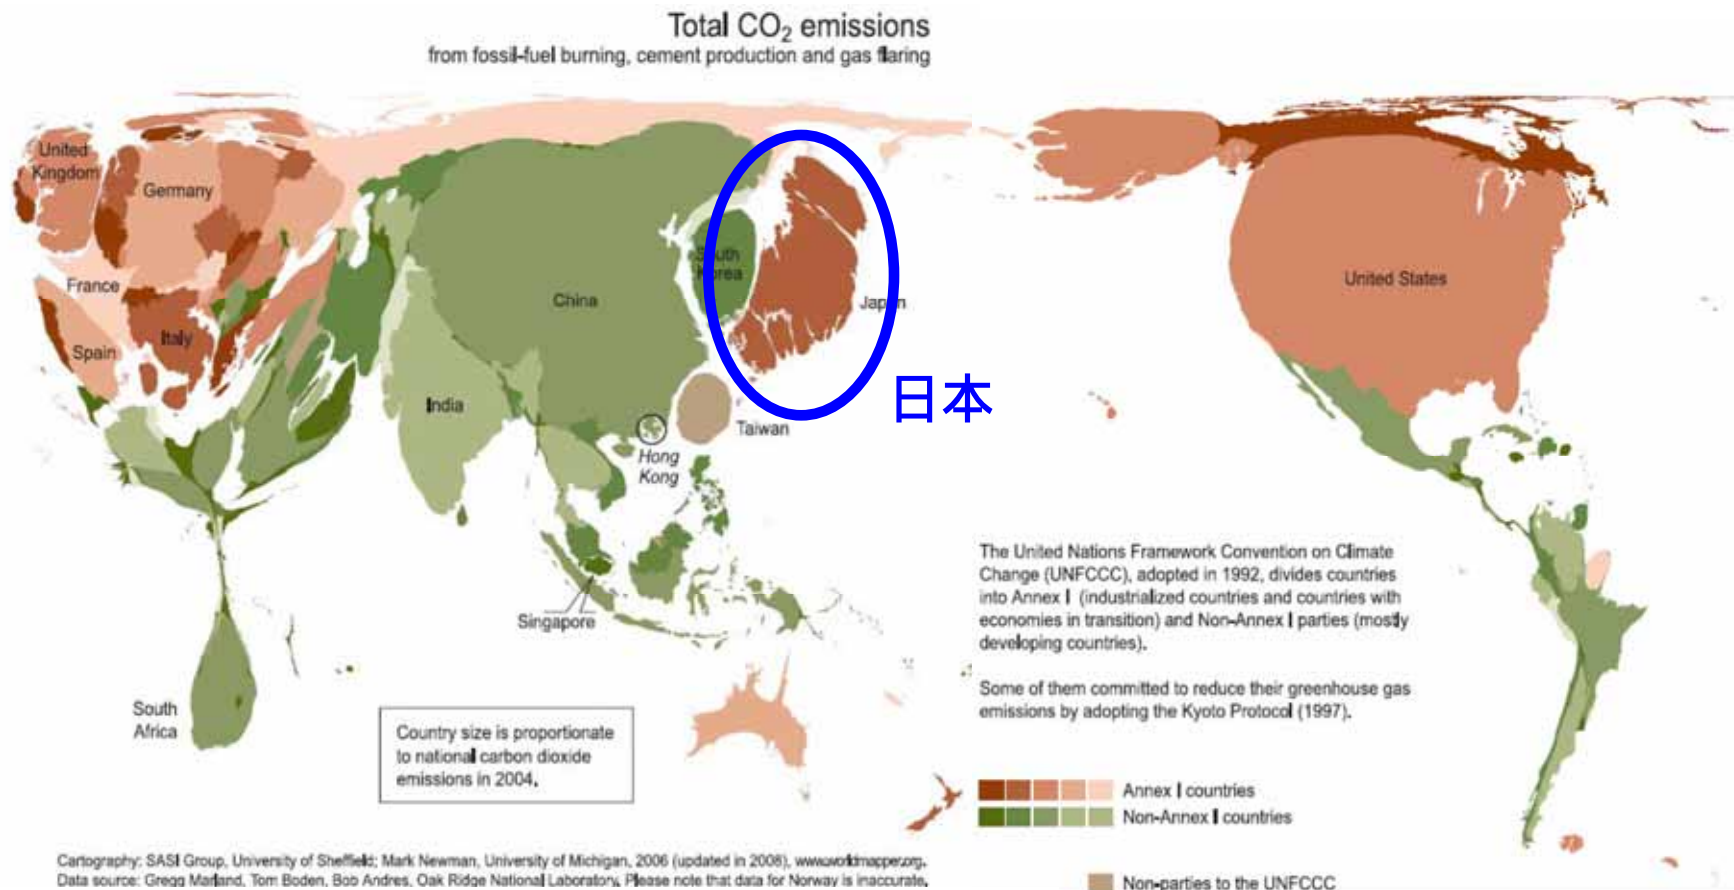 Total CO₂ emissions
from fossil-fuel burning, cement production and gas flaring
United
Kingdom
Germany
France
Spain
Italy
China
India
South
Korea
Japan
日本
Taiwan
Hong
Kong
Singapore
South
Africa
United States
Country size is proportionate
to national carbon dioxide
emissions in 2004.
The United Nations Framework Convention on Climate
Change (UNFCCC), adopted in 1992, divides countries
into Annex I (industrialized countries and countries with
economies in transition) and Non-Annex I parties (mostly
developing countries).
Some of them committed to reduce their greenhouse gas
emissions by adopting the Kyoto Protocol (1997).
Annex I countries
Non-Annex I countries
Non-parties to the UNFCCC
Cartography: SASI Group, University of Sheffield; Mark Newman, University of Michigan, 2006 (updated in 2008), www.worldmapper.org.
Data source: Gregg Marland, Tom Boden, Bob Andres, Oak Ridge National Laboratory. Please note that data for Norway is inaccurate.